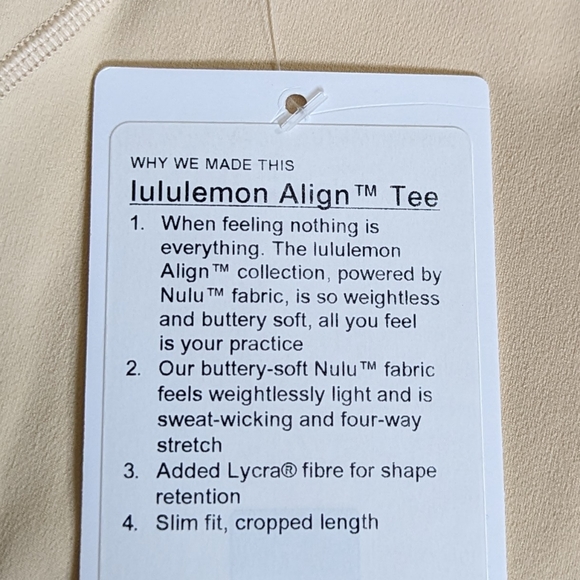 WHY WE MADE THIS
lululemon Align™ Tee
1. When feeling nothing is
everything. The lululemon
Align™ collection, powered by
Nulu™ fabric, is so weightless
and buttery soft, all you feel
is your practice
2. Our buttery-soft Nulu™ fabric
feels weightlessly light and is
sweat-wicking and four-way
stretch
3. Added Lycra® fibre for shape
retention
4. Slim fit, cropped length